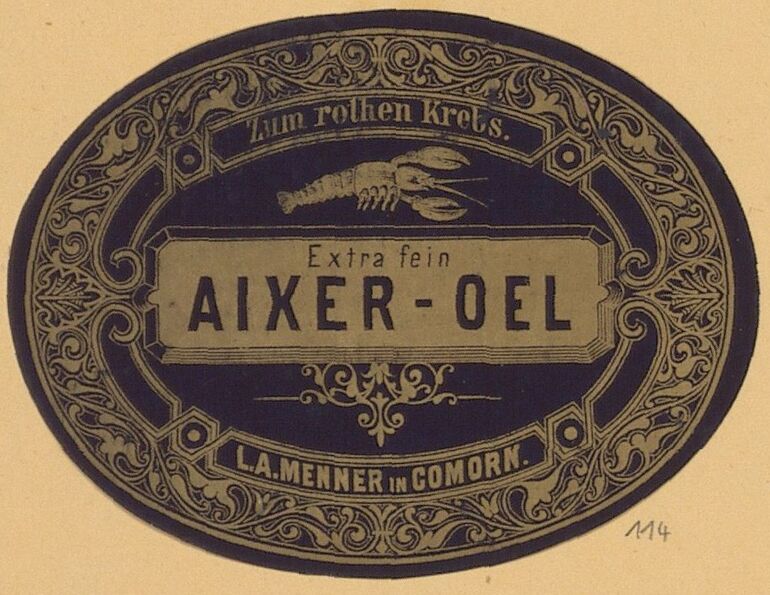 Zum rothen Krebs.
Extra fein
AIXER-OEL
L.A.MENNER IN COMORN.
114